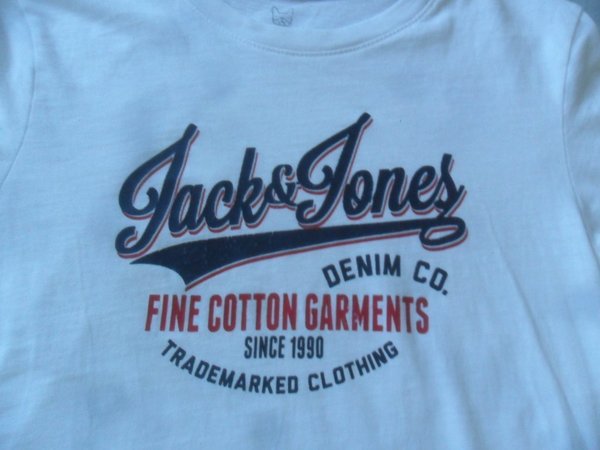 Jack&Jones
DENIM CO.
FINE COTTON GARMENTS
SINCE 1990
TRADEMARKED CLOTHING